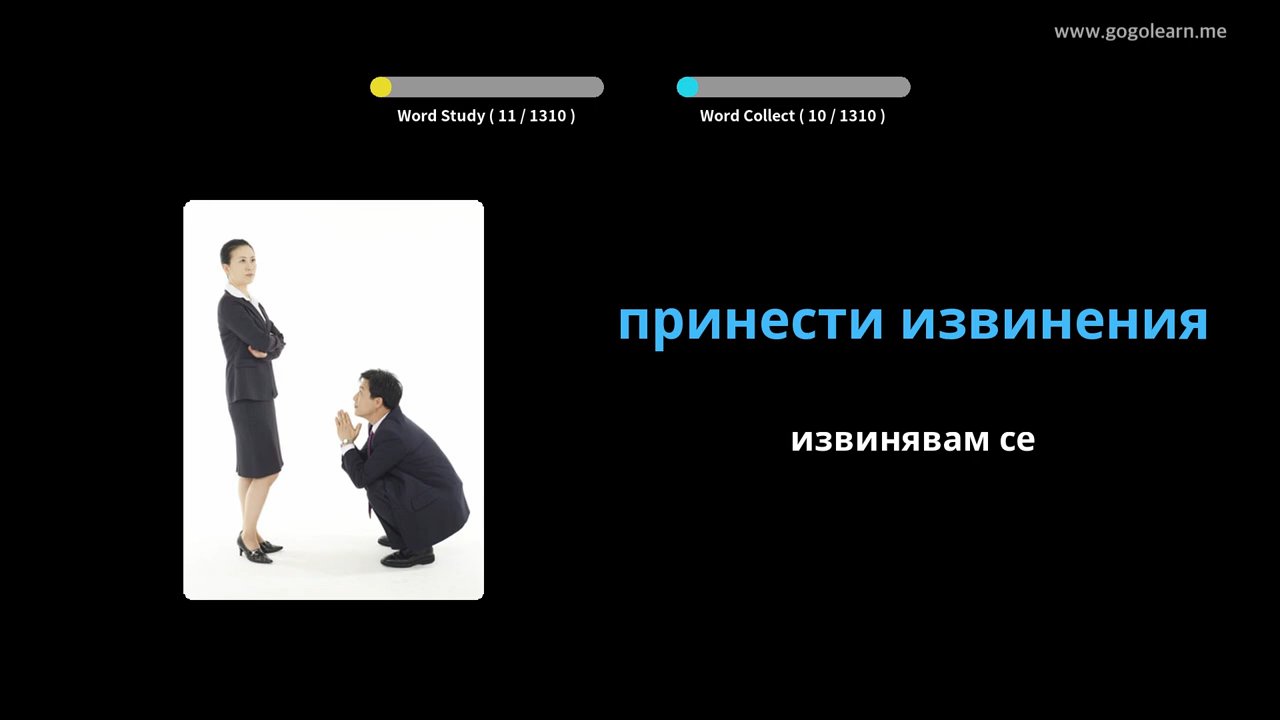 www.gogolearn.me
Word Study ( 11 / 1310 )
Word Collect ( 10 / 1310 )
принести извинения
извинявам се